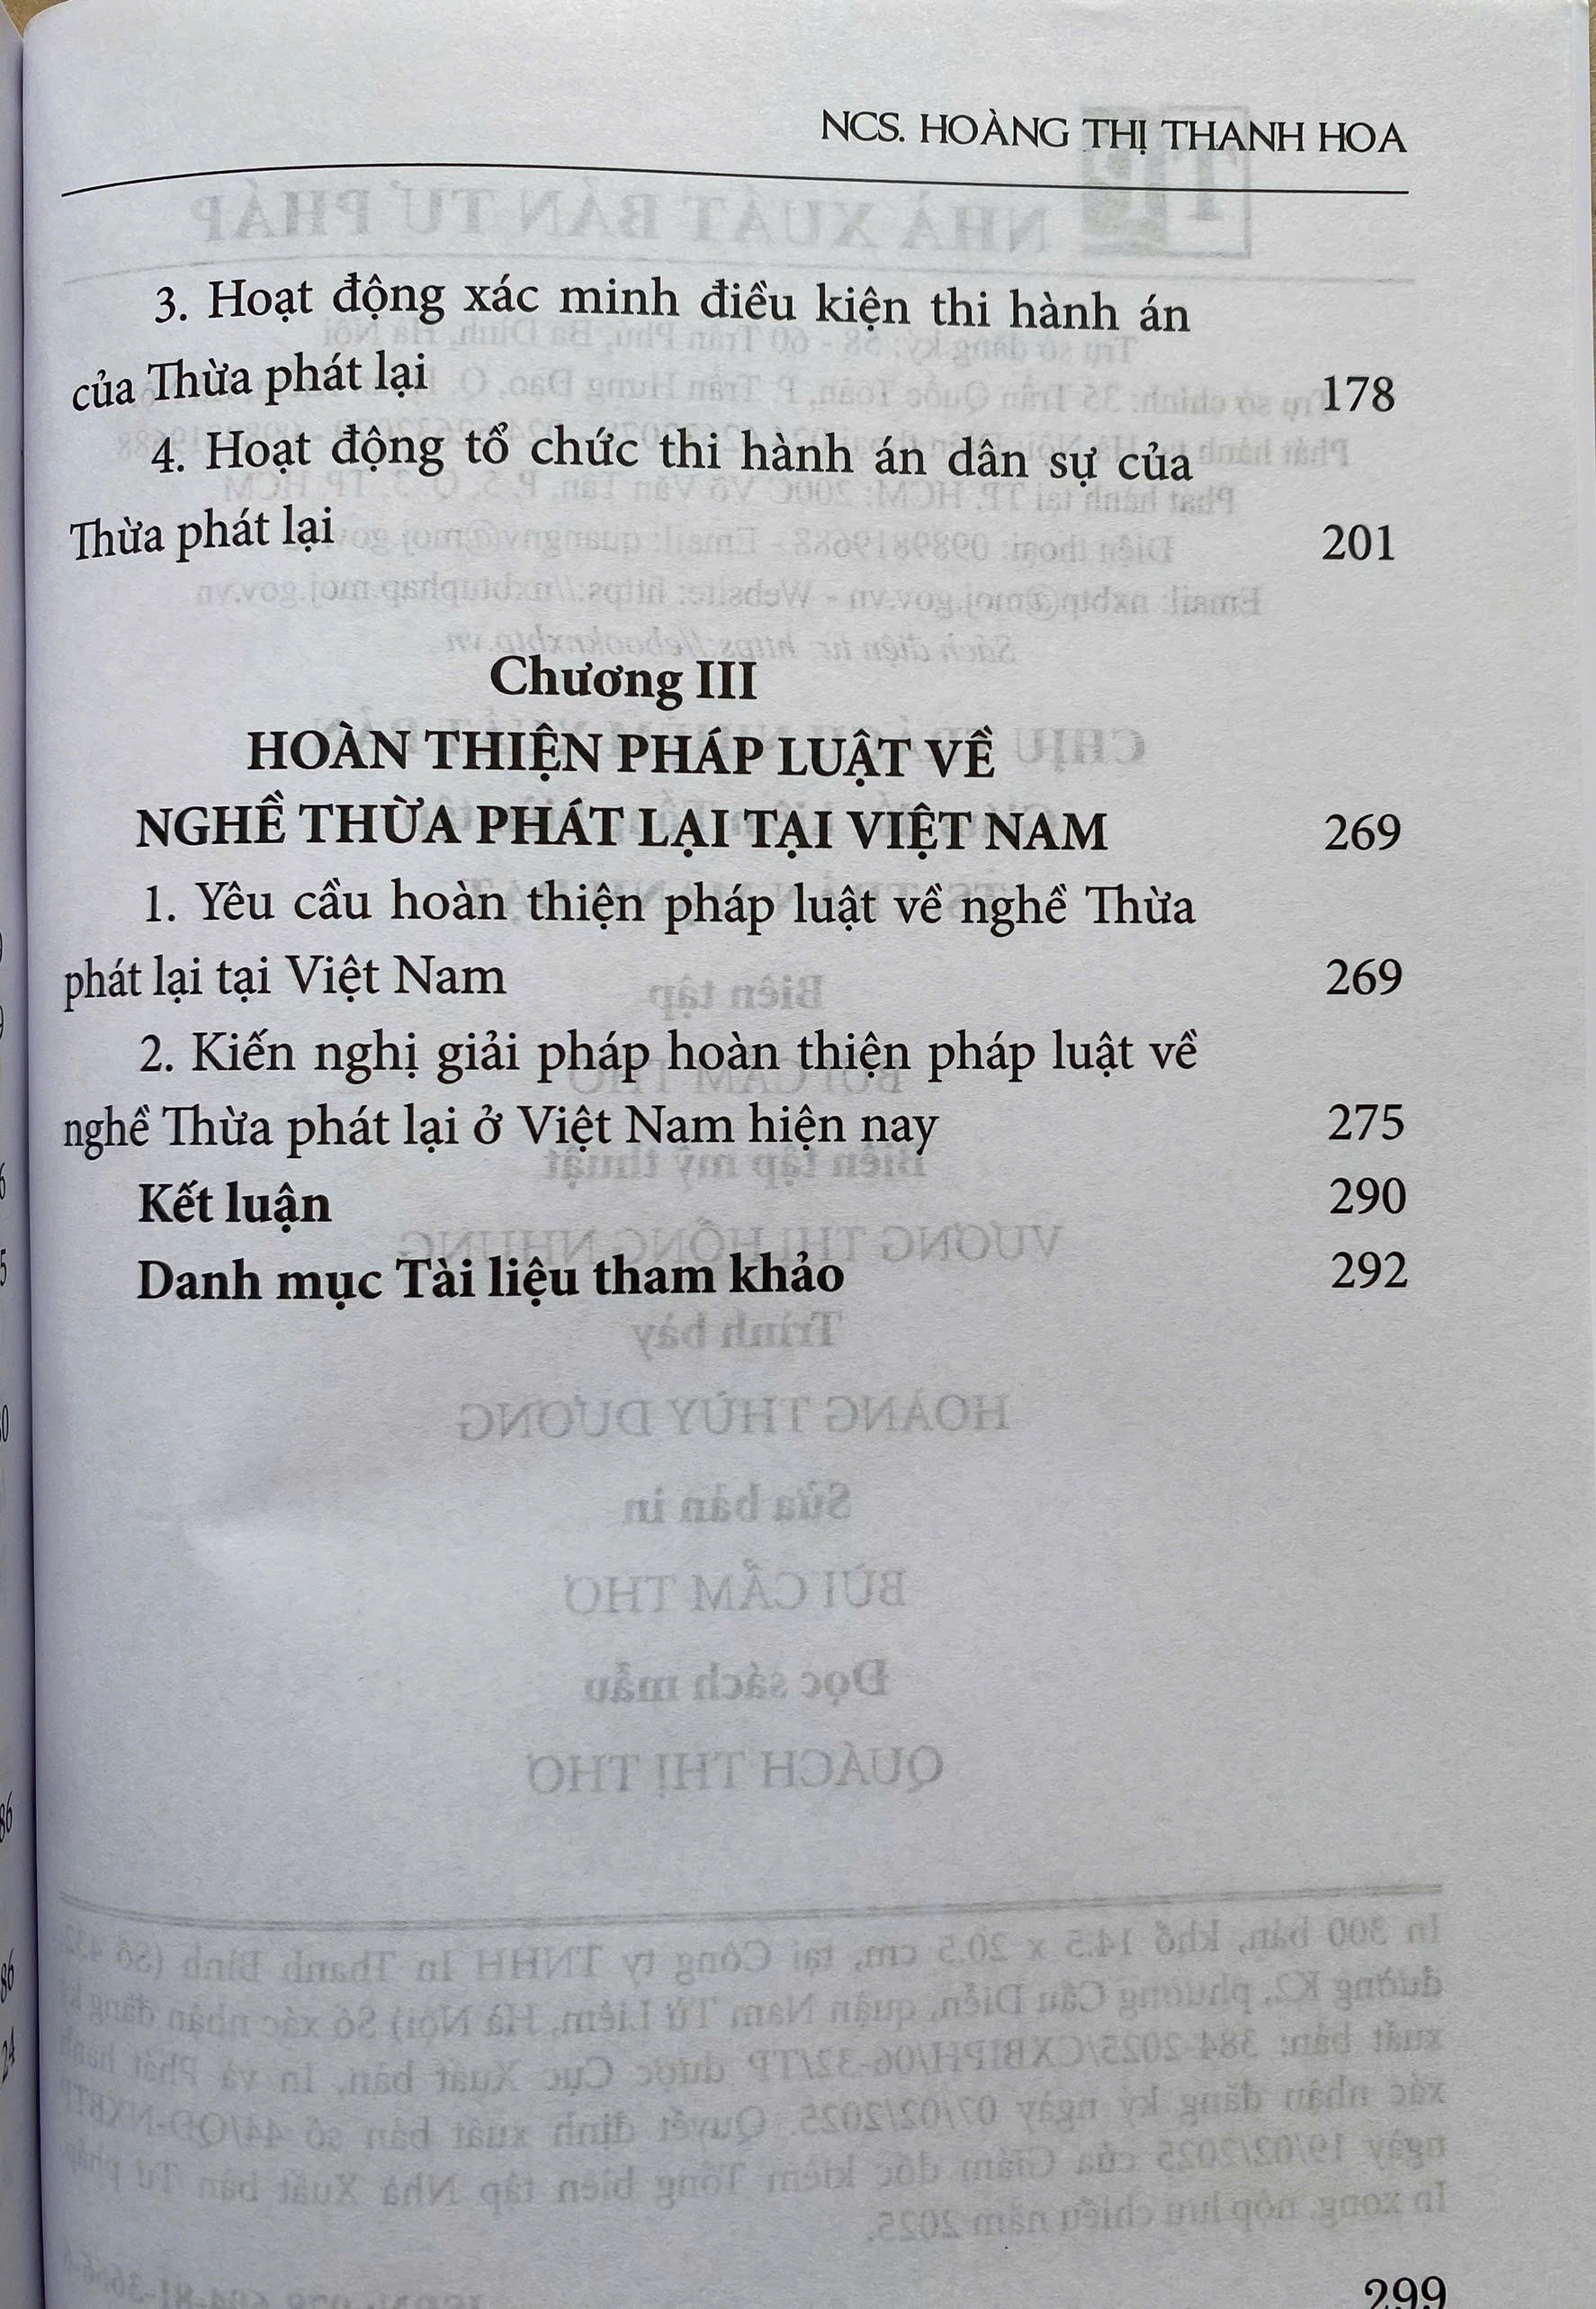 NCS. HOÀNG THỊ THANH HOA
3. Hoạt động xác minh điều kiện thi hành án
của Thừa phát lại 178
4. Hoạt động tổ chức thi hành án dân sự của
Thừa phát lại 201
Chương III
HOÀN THIỆN PHÁP LUẬT VỀ
NGHỀ THỪA PHÁT LẠI TẠI VIỆT NAM 269
1. Yêu cầu hoàn thiện pháp luật về nghề Thừa
phát lại tại Việt Nam 269
2. Kiến nghị giải pháp hoàn thiện pháp luật về
nghề Thừa phát lại ở Việt Nam hiện nay 275
Kết luận 290
Danh mục Tài liệu tham khảo 292
299